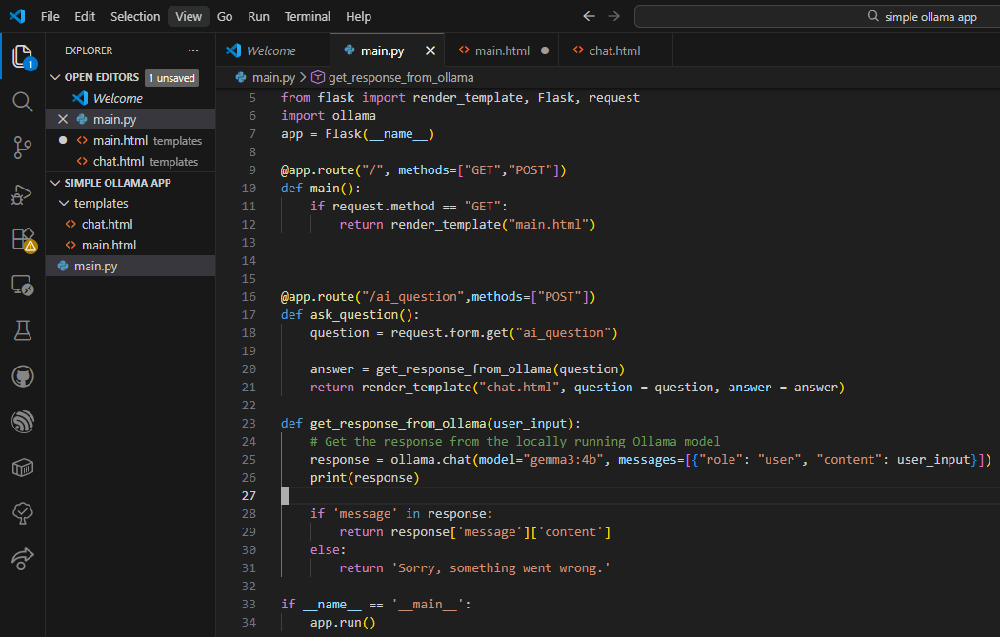 File Edit Selection View Go Run Terminal Help
simple ollama app
EXPLORER
OPEN EDITORS 1 unsaved
Welcome
main.py
main.html templates
chat.html templates
SIMPLE OLLAMA APP
templates
chat.html
main.html
main.py
1
Welcome main.py main.html chat.html
main.py > get_response_from_ollama
5 from flask import render_template, Flask, request
6 import ollama
7 app = Flask(__name__)
8
9 @app.route("/", methods=["GET","POST"])
10 def main():
11     if request.method == "GET":
12         return render_template("main.html")
13
14
15
16 @app.route("/ai_question",methods=["POST"])
17 def ask_question():
18     question = request.form.get("ai_question")
19
20     answer = get_response_from_ollama(question)
21     return render_template("chat.html", question = question, answer = answer)
22
23 def get_response_from_ollama(user_input):
24     # Get the response from the locally running Ollama model
25     response = ollama.chat(model="gemma3:4b", messages=[{"role": "user", "content": user_input}])
26     print(response)
27
28     if 'message' in response:
29         return response['message']['content']
30     else:
31         return 'Sorry, something went wrong.'
32
33 if __name__ == '__main__':
34     app.run()